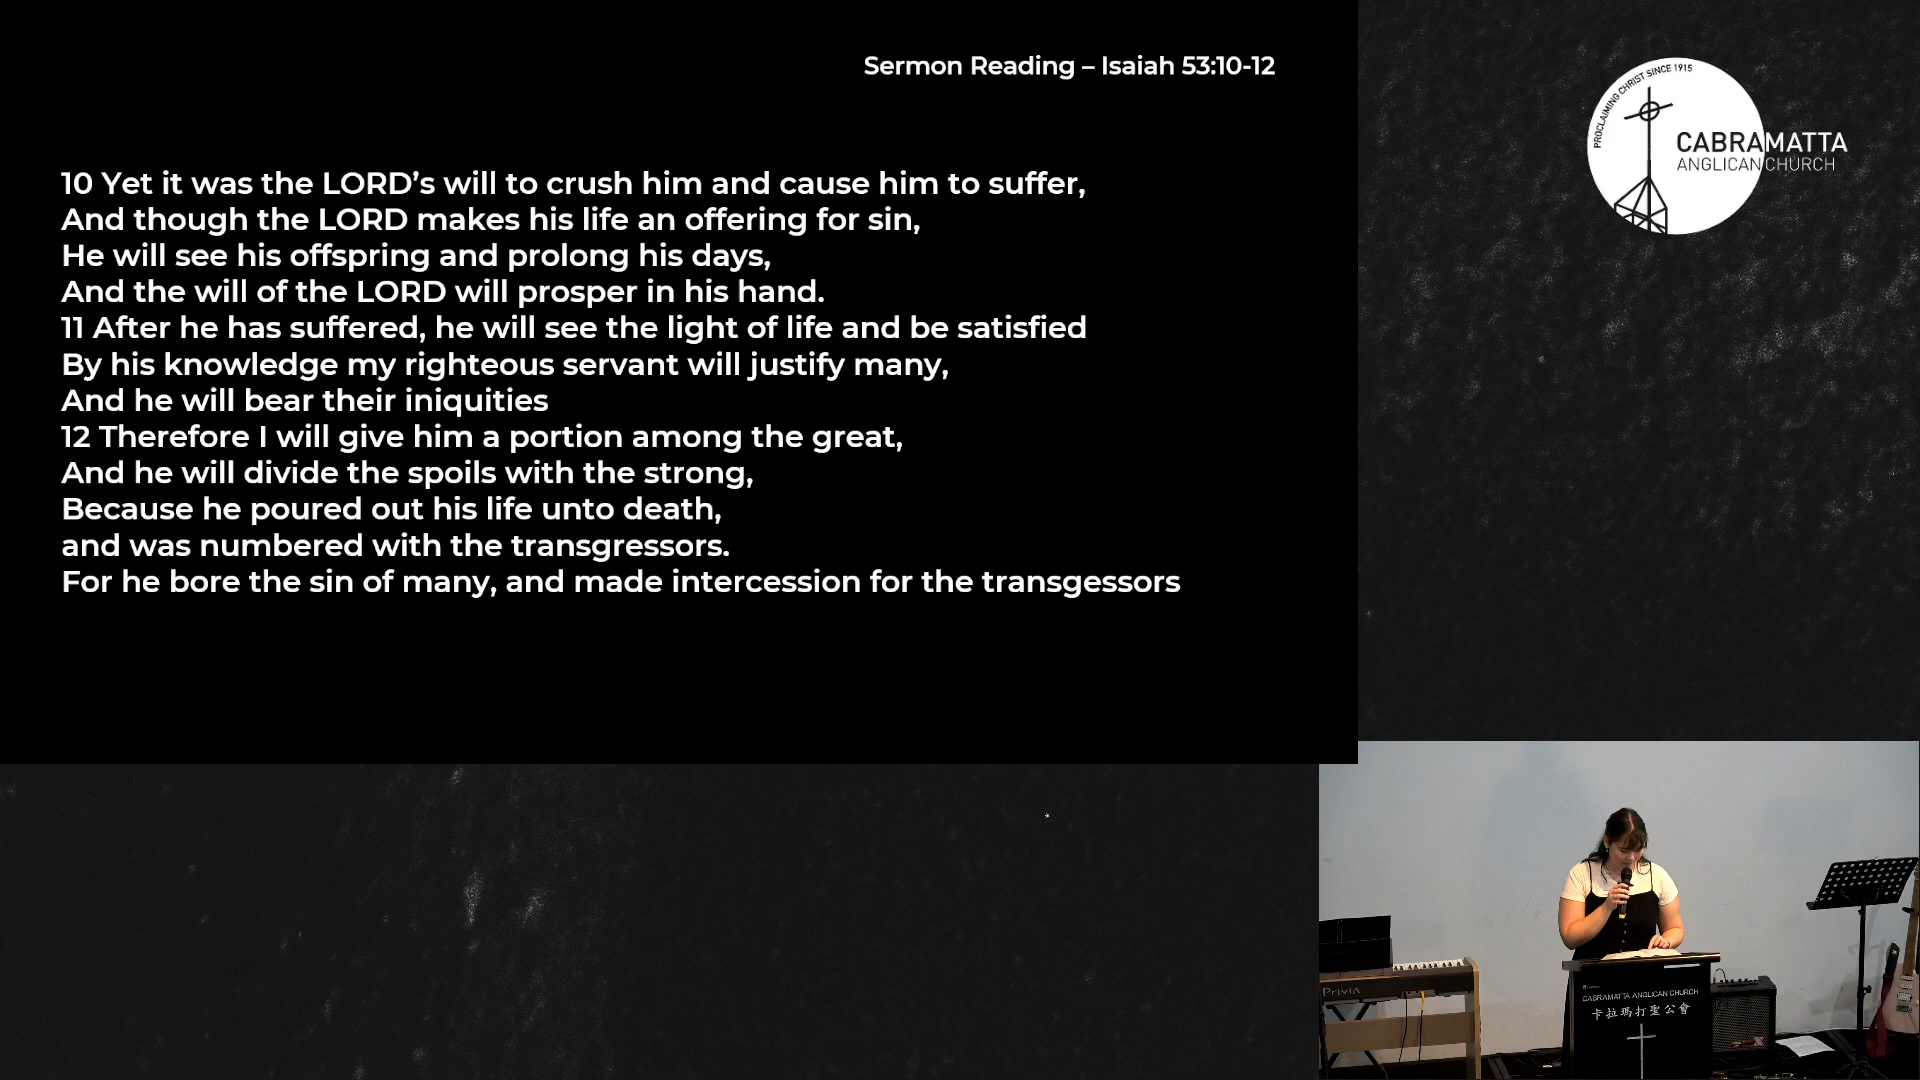 Sermon Reading – Isaiah 53:10-12
10 Yet it was the LORD’s will to crush him and cause him to suffer,
And though the LORD makes his life an offering for sin,
He will see his offspring and prolong his days,
And the will of the LORD will prosper in his hand.
11 After he has suffered, he will see the light of life and be satisfied
By his knowledge my righteous servant will justify many,
And he will bear their iniquities
12 Therefore I will give him a portion among the great,
And he will divide the spoils with the strong,
Because he poured out his life unto death,
and was numbered with the transgressors.
For he bore the sin of many, and made intercession for the transgessors
PROCLAIMING CHRIST SINCE 1915
CABRAMATTA
ANGLICAN CHURCH
PriviA
CABRAMATTA ANGLICAN CHURCH
卡拉瑪打聖公會